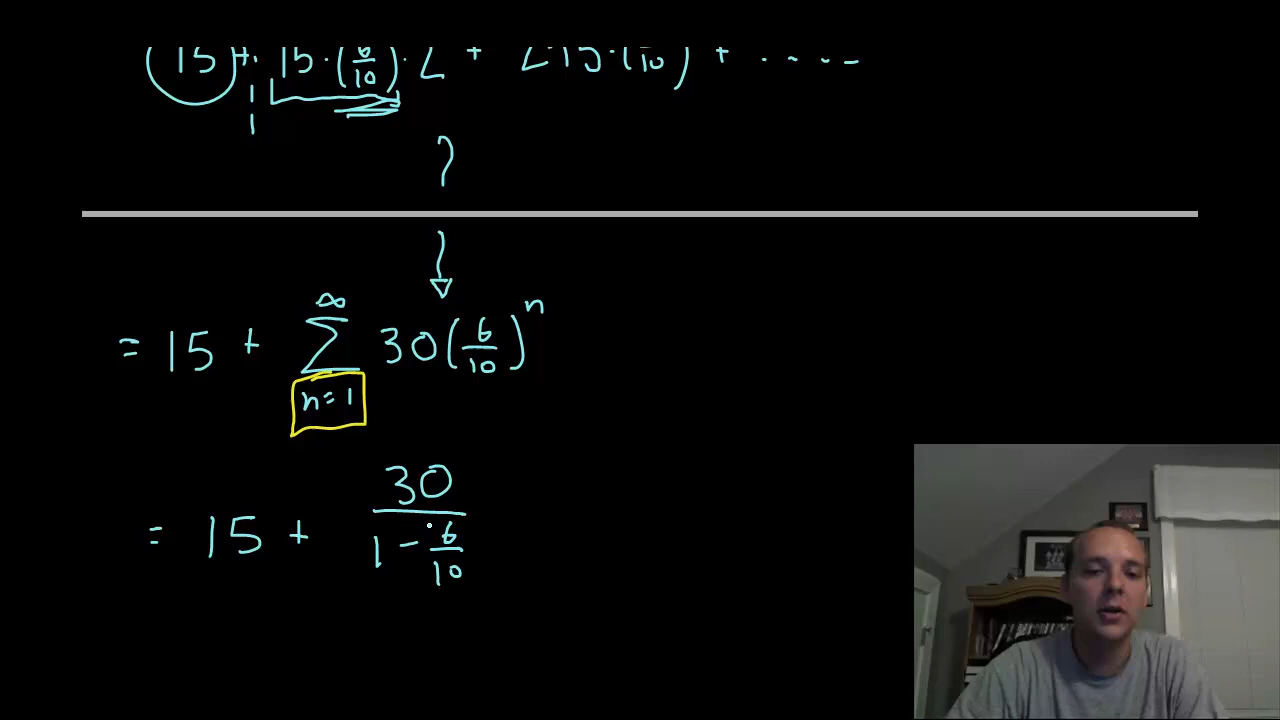 15 + 15 · (6/10) · 2 + 2 · 15 · (6/10) + . . . .
?
= 15 + ∑ n=1 ∞ 30(6/10)^n
= 15 + 30/(1 - 6/10)